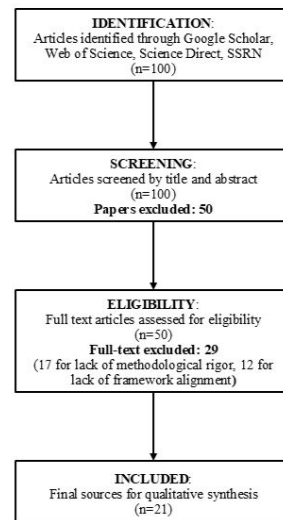 IDENTIFICATION:
Articles identified through Google Scholar,
Web of Science, Science Direct, SSRN
(n=100)
SCREENING:
Articles screened by title and abstract
(n=100)
Papers excluded: 50
ELIGIBILITY:
Full text articles assessed for eligibility
(n=50)
Full-text excluded: 29
(17 for lack of methodological rigor, 12 for
lack of framework alignment)
INCLUDED:
Final sources for qualitative synthesis
(n=21)